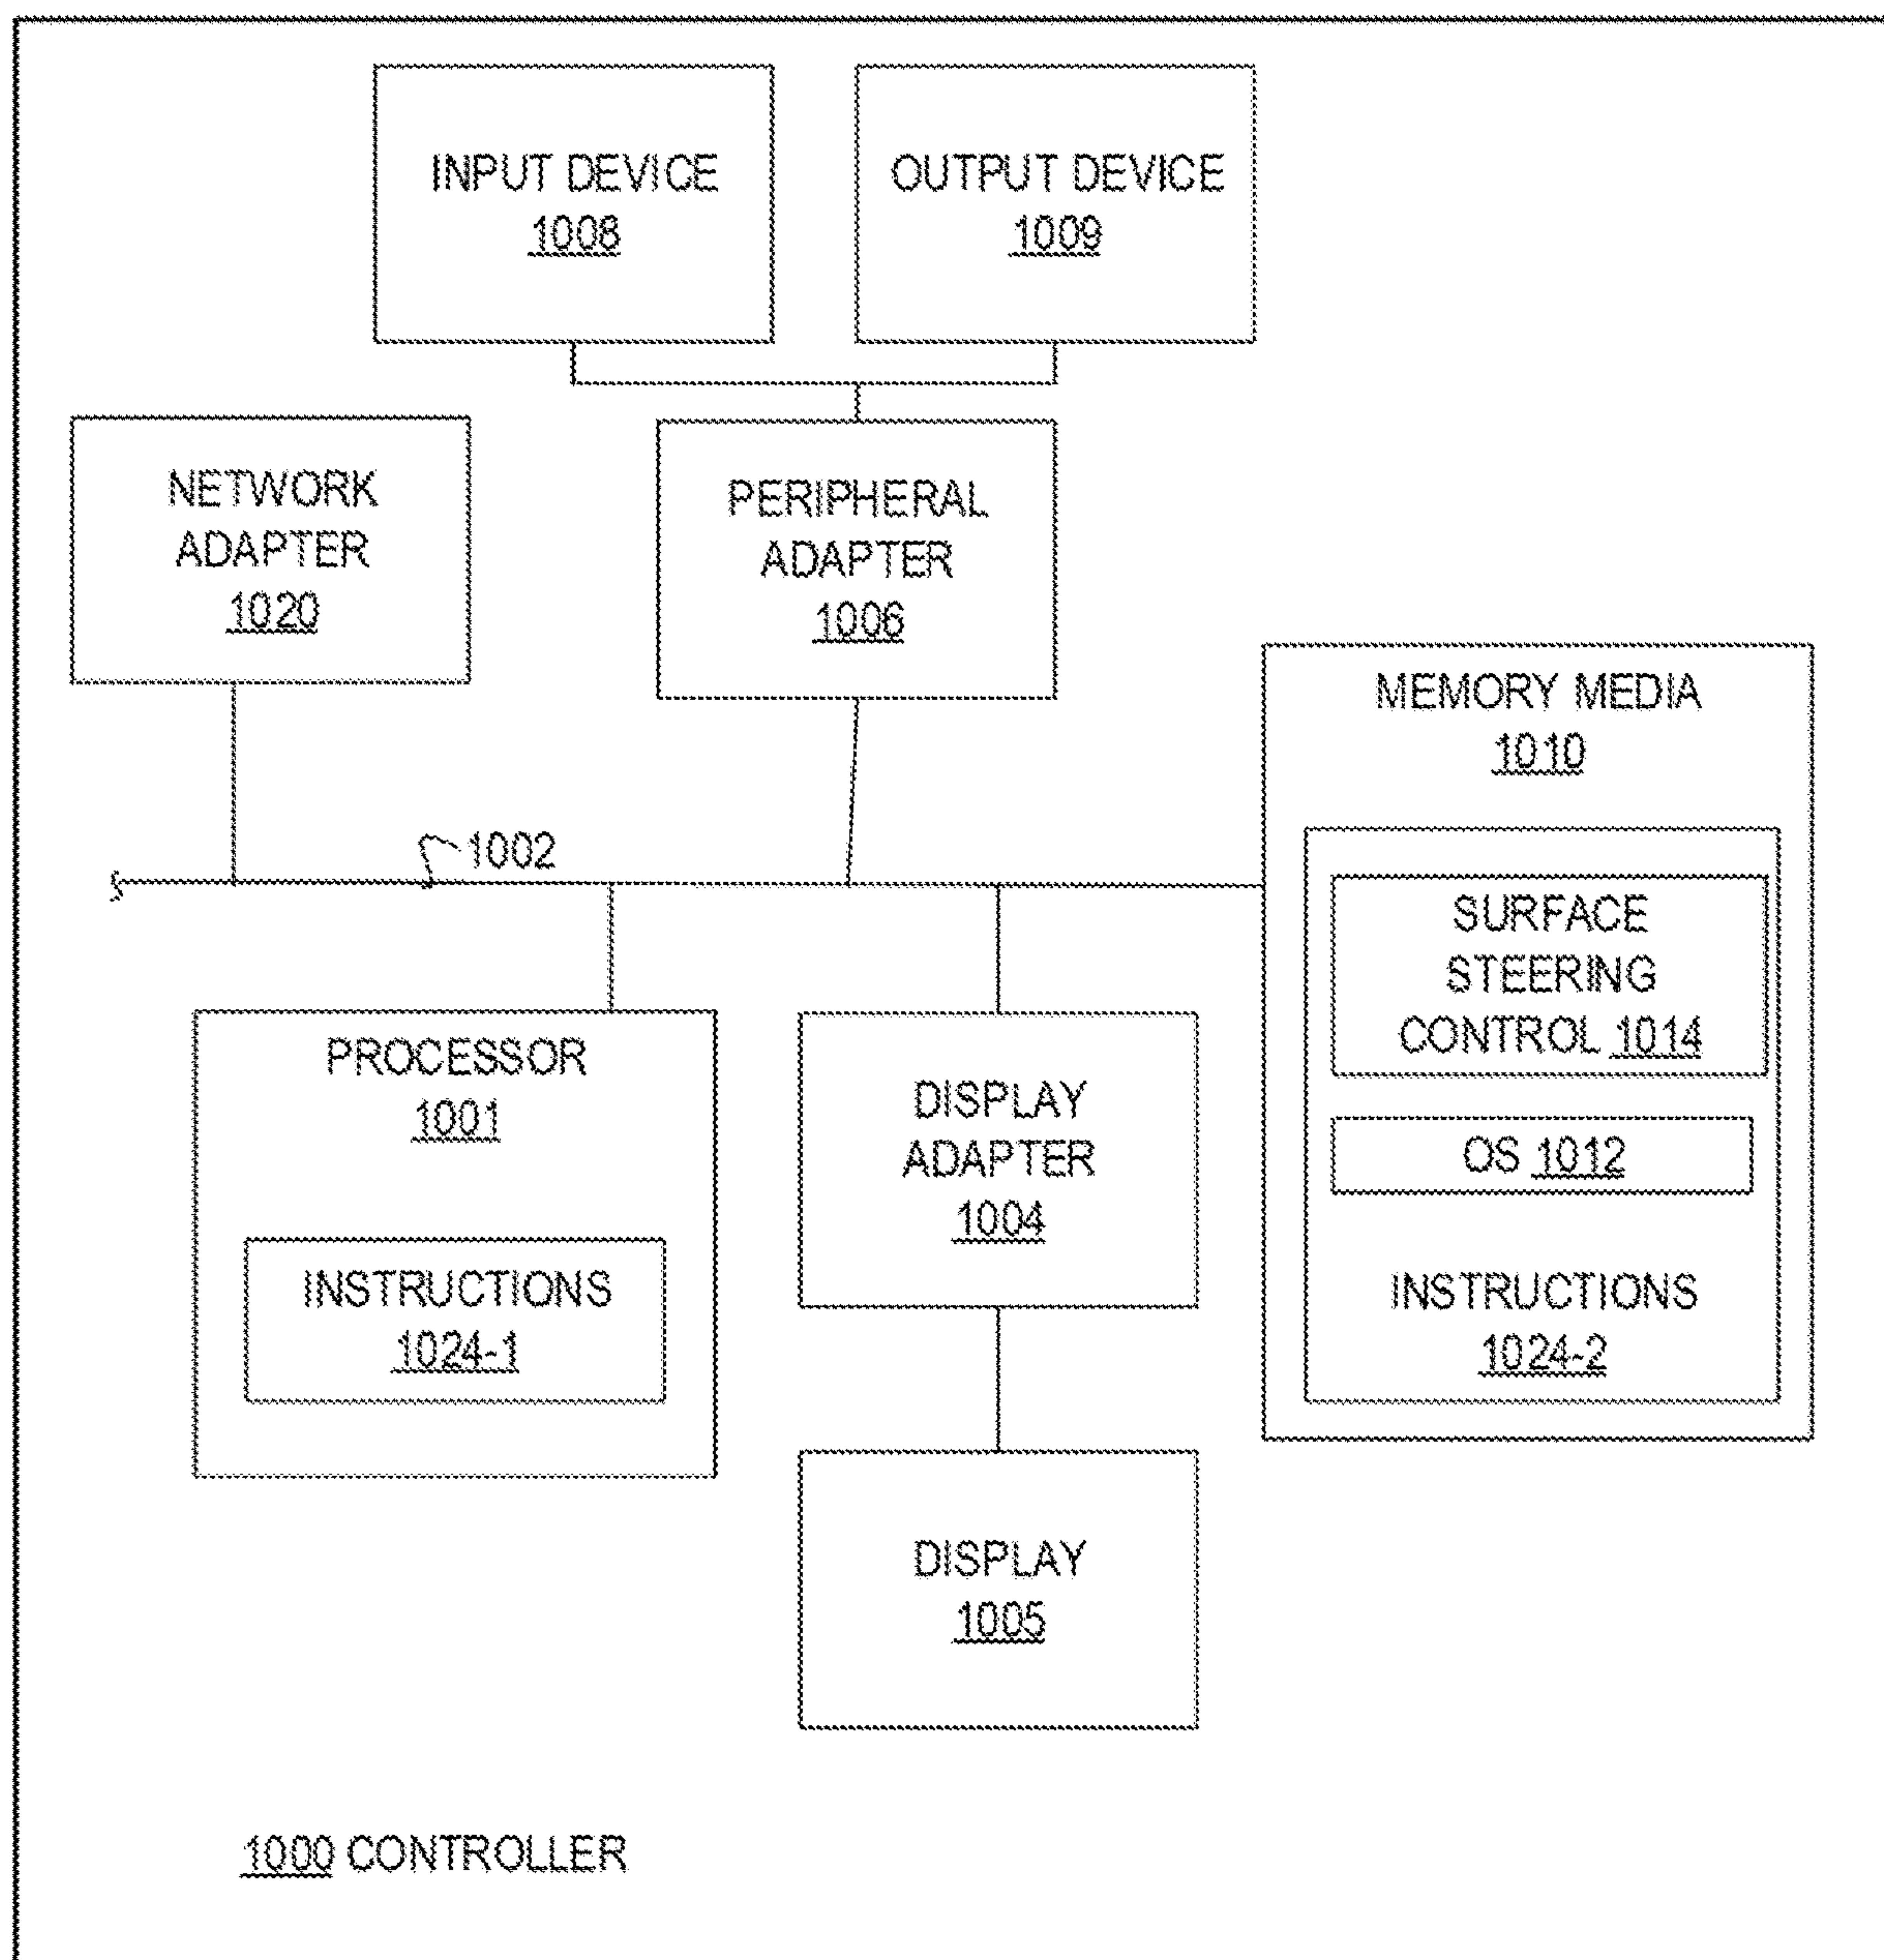 INPUT DEVICE
1008
OUTPUT DEVICE
1009
NETWORK
ADAPTER
1020
PERIPHERAL
ADAPTER
1006
MEMORY MEDIA
1010
1002
SURFACE
STEERING
CONTROL 1014
OS 1012
INSTRUCTIONS
1024-2
PROCESSOR
1001
INSTRUCTIONS
1024-1
DISPLAY
ADAPTER
1004
DISPLAY
1005
1000 CONTROLLER